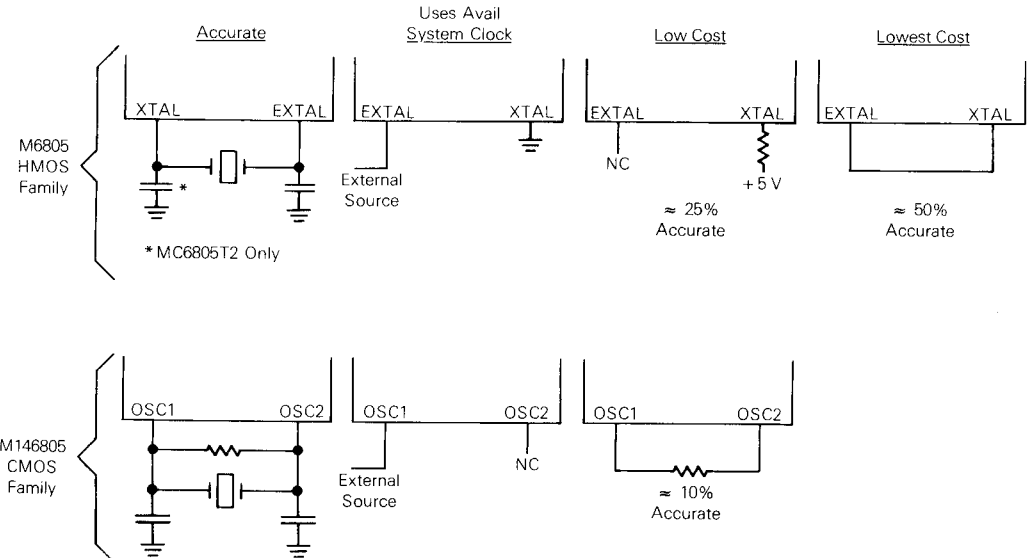 Accurate
Uses Avail
System Clock
Low Cost
Lowest Cost
M6805
HMOS
Family
XTAL EXTAL
*
* MC6805T2 Only
EXTAL XTAL
External
Source
EXTAL XTAL
NC
+5 V
≈ 25%
Accurate
EXTAL XTAL
≈ 50%
Accurate
M146805
CMOS
Family
OSC1 OSC2
OSC1 OSC2
External
Source
NC
OSC1 OSC2
≈ 10%
Accurate